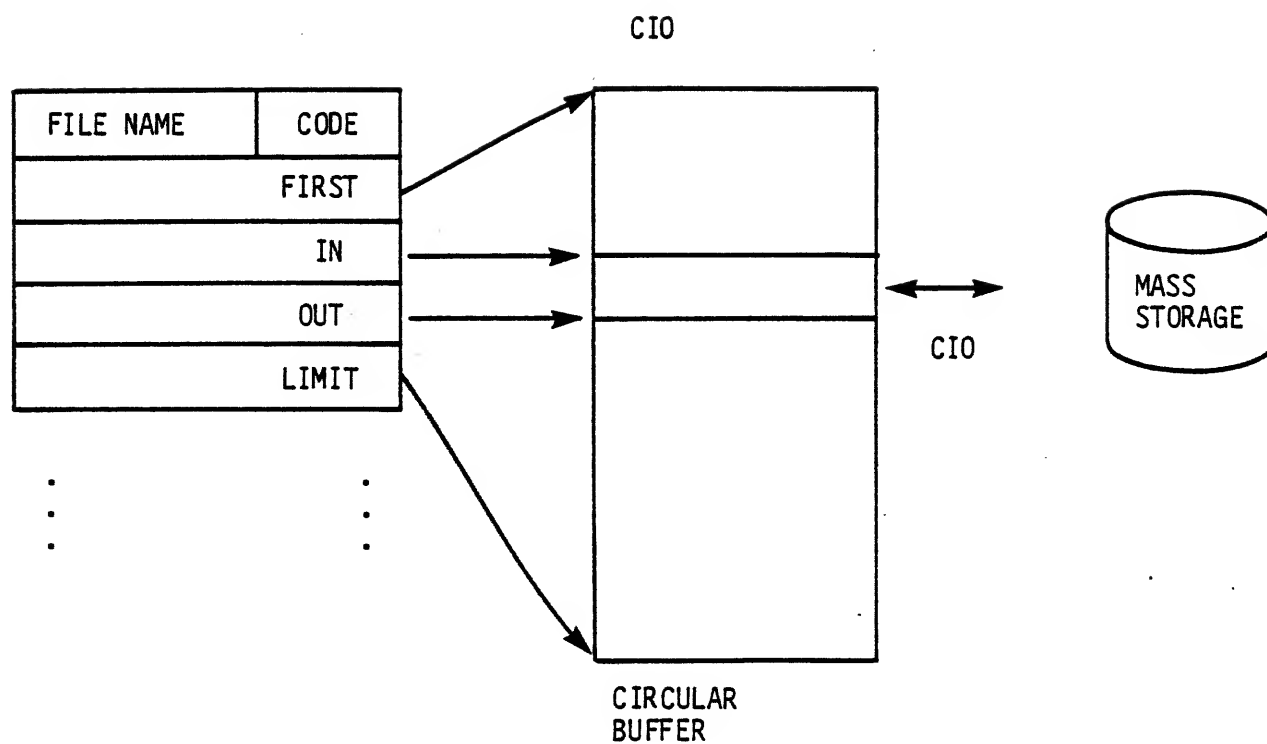 CIO
FILE NAME CODE
FIRST
IN
OUT
LIMIT
CIO
MASS
STORAGE
CIRCULAR
BUFFER